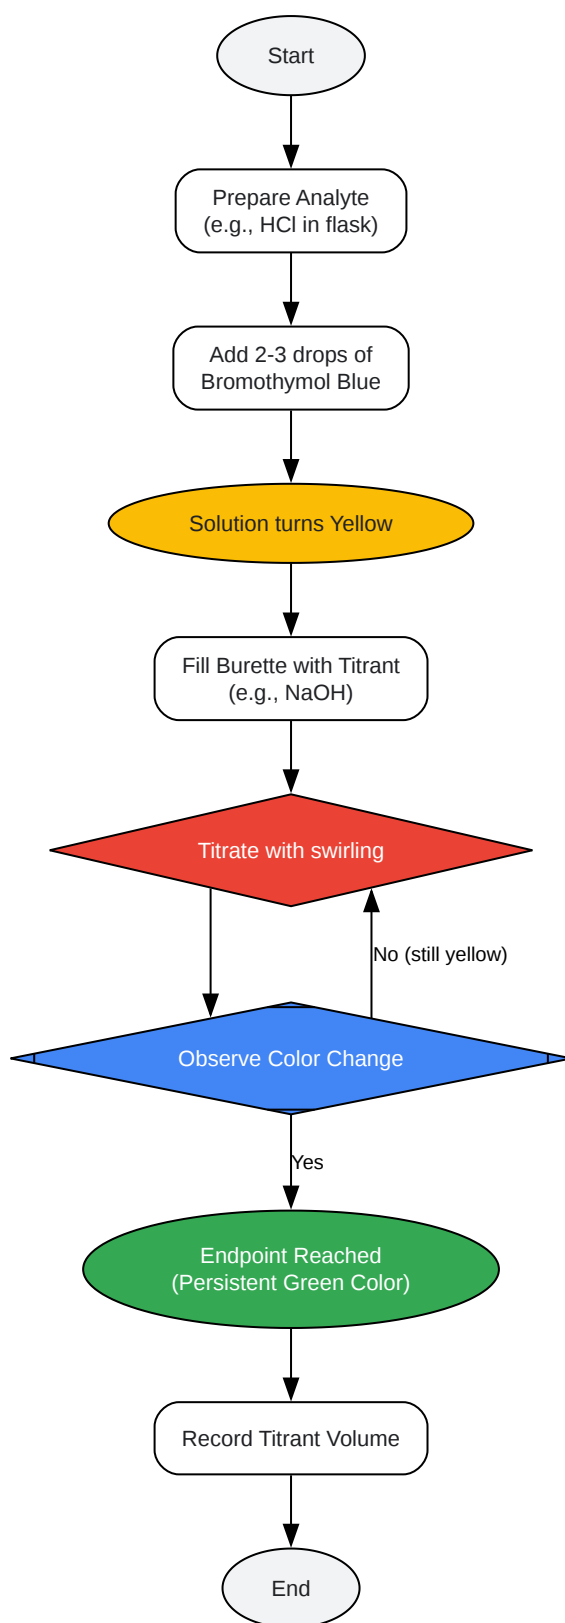 Start
Prepare Analyte
(e.g., HCl in flask)
Add 2-3 drops of
Bromothymol Blue
Solution turns Yellow
Fill Burette with Titrant
(e.g., NaOH)
Titrate with swirling
No (still yellow)
Observe Color Change
Yes
Endpoint Reached
(Persistent Green Color)
Record Titrant Volume
End